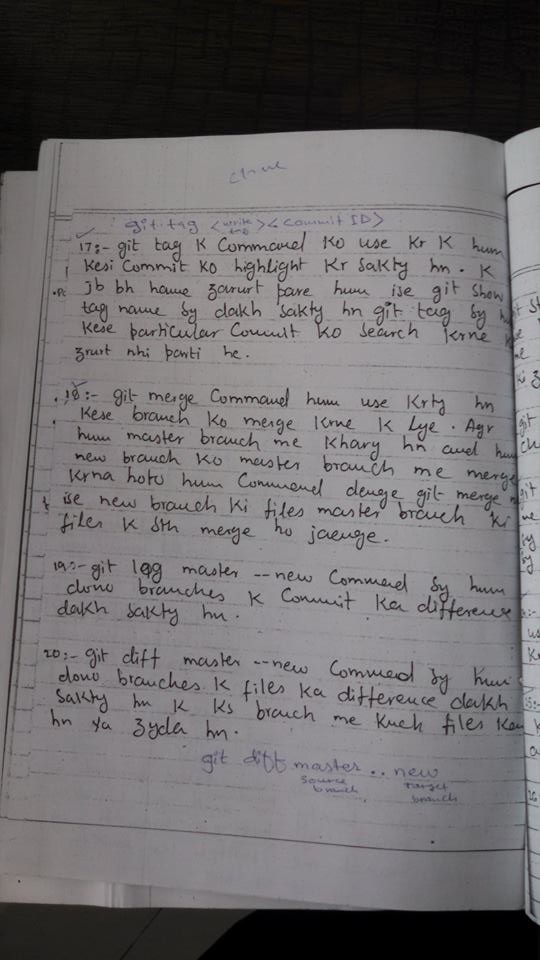 git tag <write tag> <commit ID>
17:- git tag K Command Ko use Kr K hum
Kesi Commit Ko highlight Kr Sakty hn. K
Jb bh hame zarurt pare hum ise git Show
tag name sy dakh sakty hn git tag sy
Kese particular Commit ko search Krne
zrurt nhi parti he.
18:- git merge Command hum use Krty hn
Kese branch ko merge Krne K lye. Agr
hum master branch me Khary hn and hum
new branch ko master branch me merge
Krna hoto hum Command denge git merge
ise new branch Ki files master branch Ki
files K Sth merge ho jaenge.
19:- git log master --new Command sy hum
dono branches K Commit Ka difference
dakh sakty hn.
20:- git diff master --new Command sy hum
dono branches K files Ka difference dakh
Sakty hn K Ks branch me Kuch files Kam
hn ya zyda hn.
git diff master .. new
source branch target branch